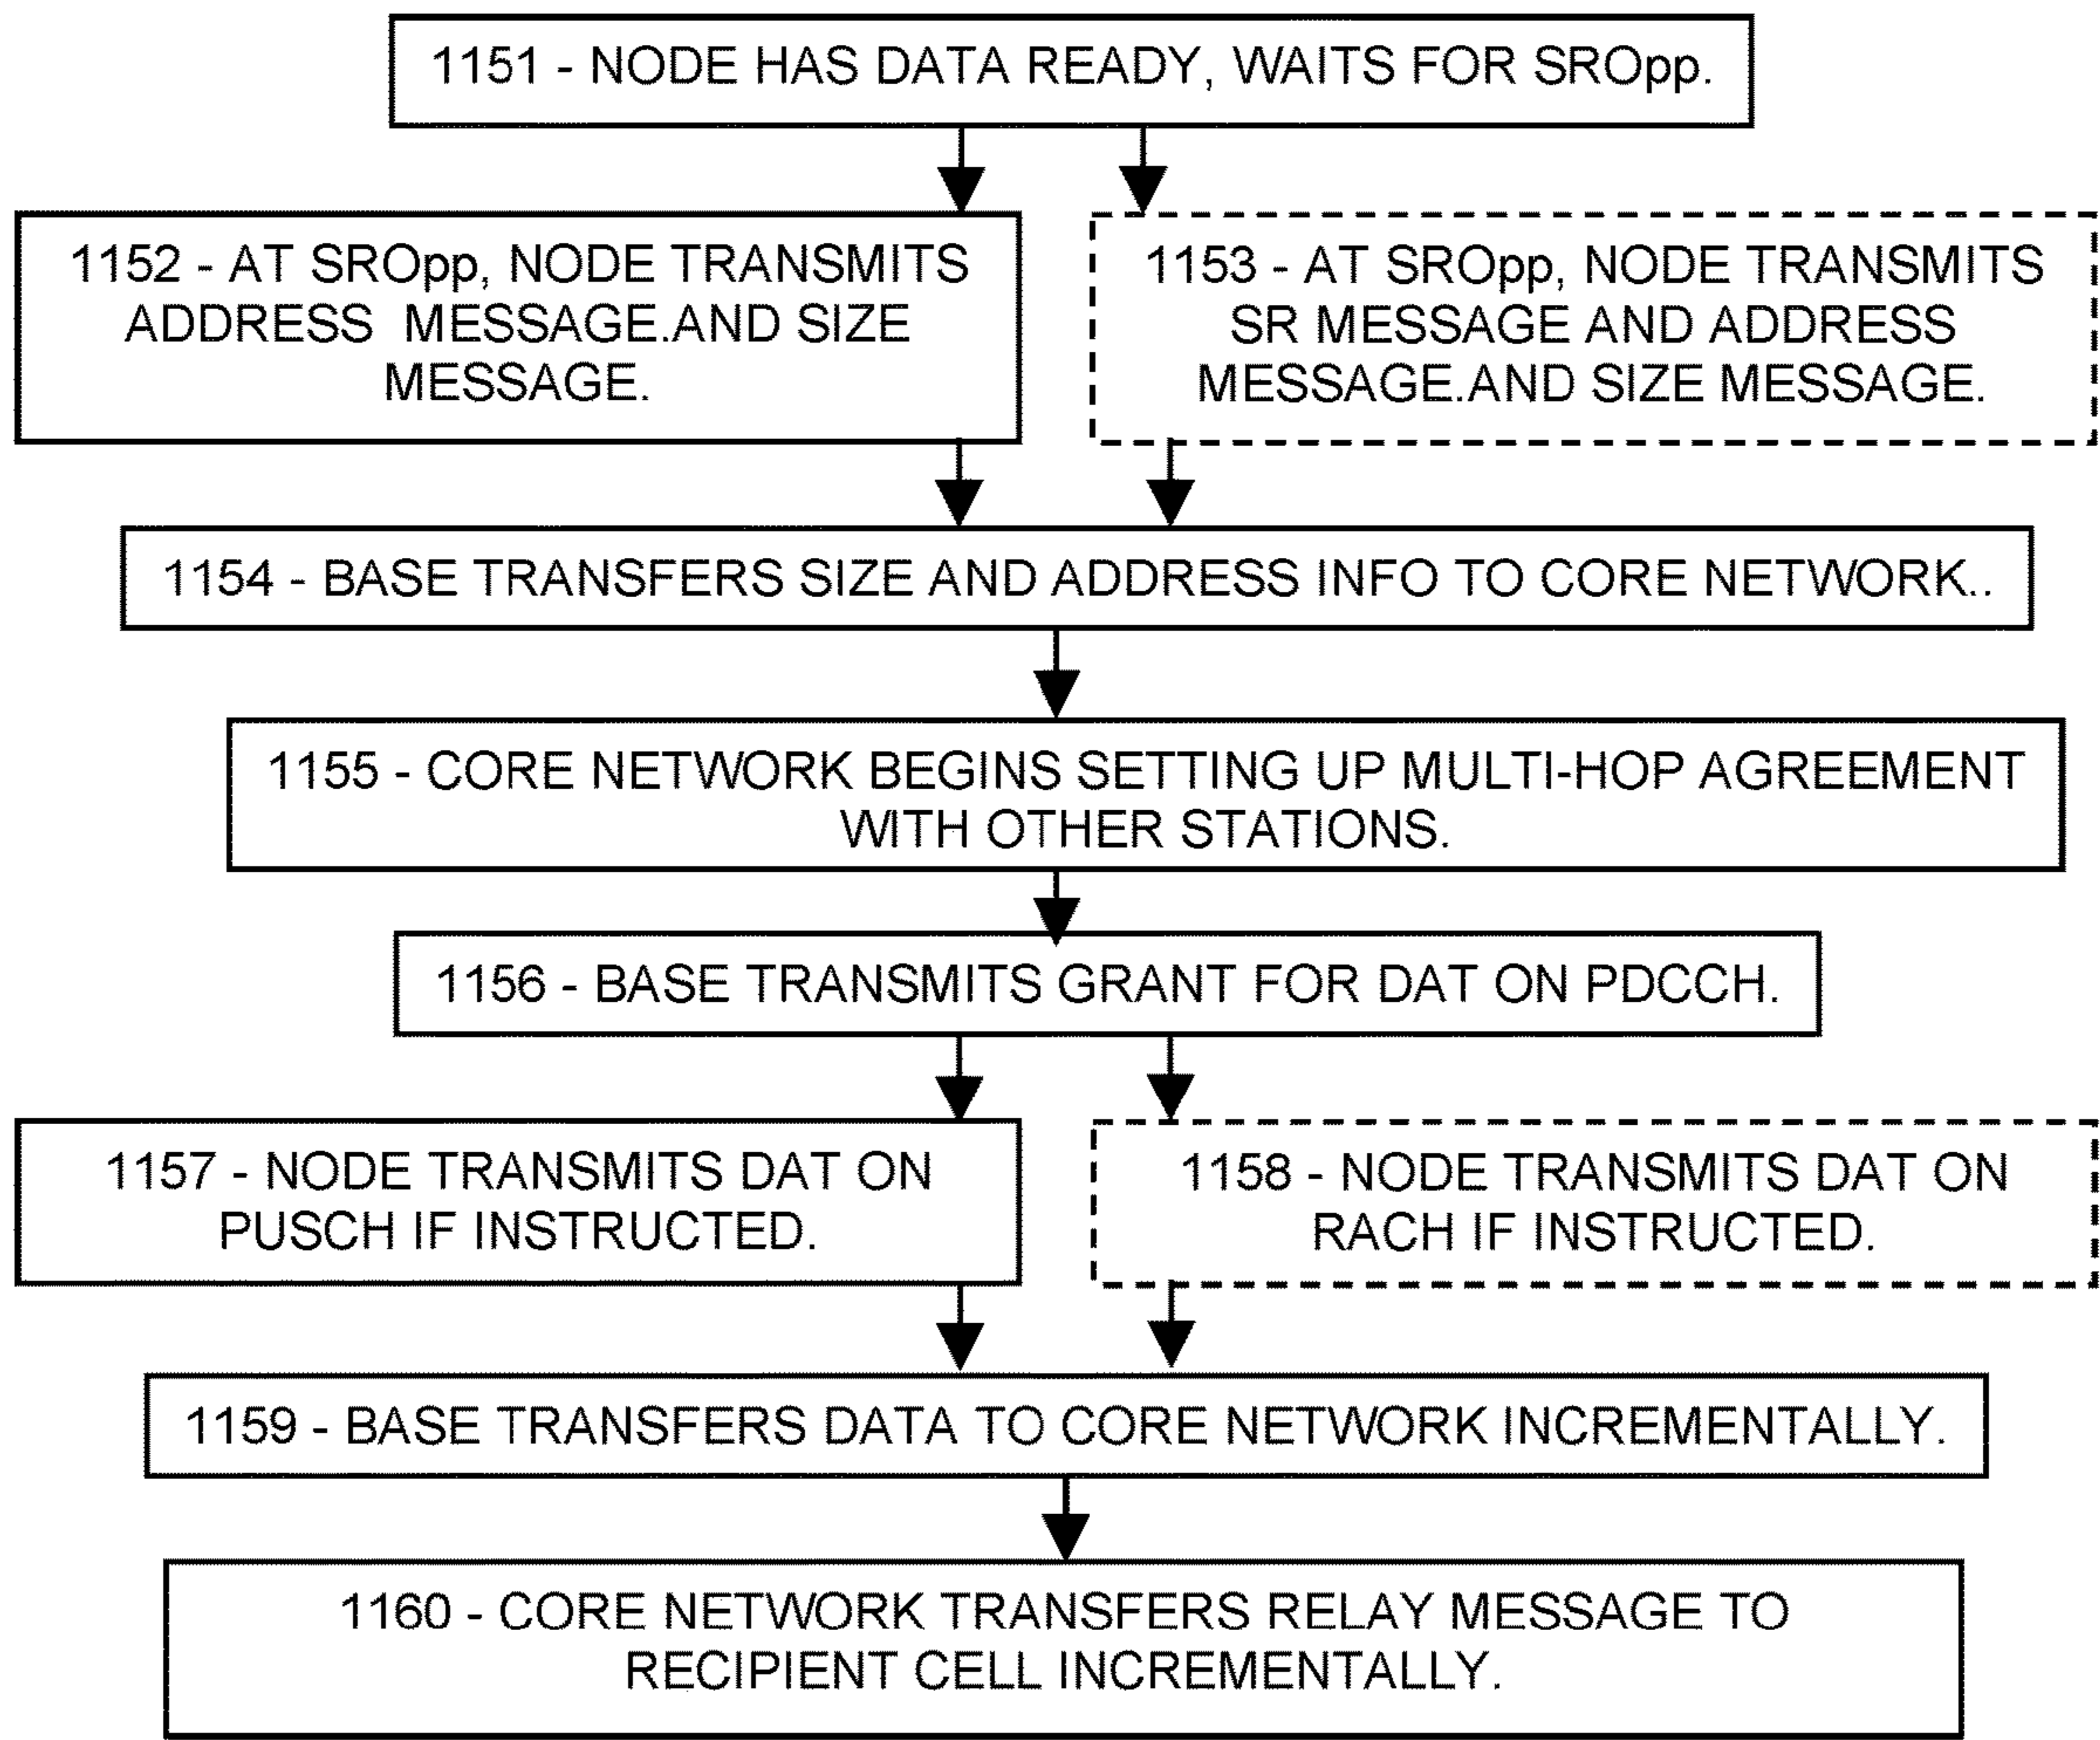 1151 - NODE HAS DATA READY, WAITS FOR SROpp.
1152 - AT SROpp, NODE TRANSMITS
ADDRESS MESSAGE.AND SIZE
MESSAGE.
1153 - AT SROpp, NODE TRANSMITS
SR MESSAGE AND ADDRESS
MESSAGE.AND SIZE MESSAGE.
1154 - BASE TRANSFERS SIZE AND ADDRESS INFO TO CORE NETWORK..
1155 - CORE NETWORK BEGINS SETTING UP MULTI-HOP AGREEMENT
WITH OTHER STATIONS.
1156 - BASE TRANSMITS GRANT FOR DAT ON PDCCH.
1157 - NODE TRANSMITS DAT ON
PUSCH IF INSTRUCTED.
1158 - NODE TRANSMITS DAT ON
RACH IF INSTRUCTED.
1159 - BASE TRANSFERS DATA TO CORE NETWORK INCREMENTALLY.
1160 - CORE NETWORK TRANSFERS RELAY MESSAGE TO
RECIPIENT CELL INCREMENTALLY.